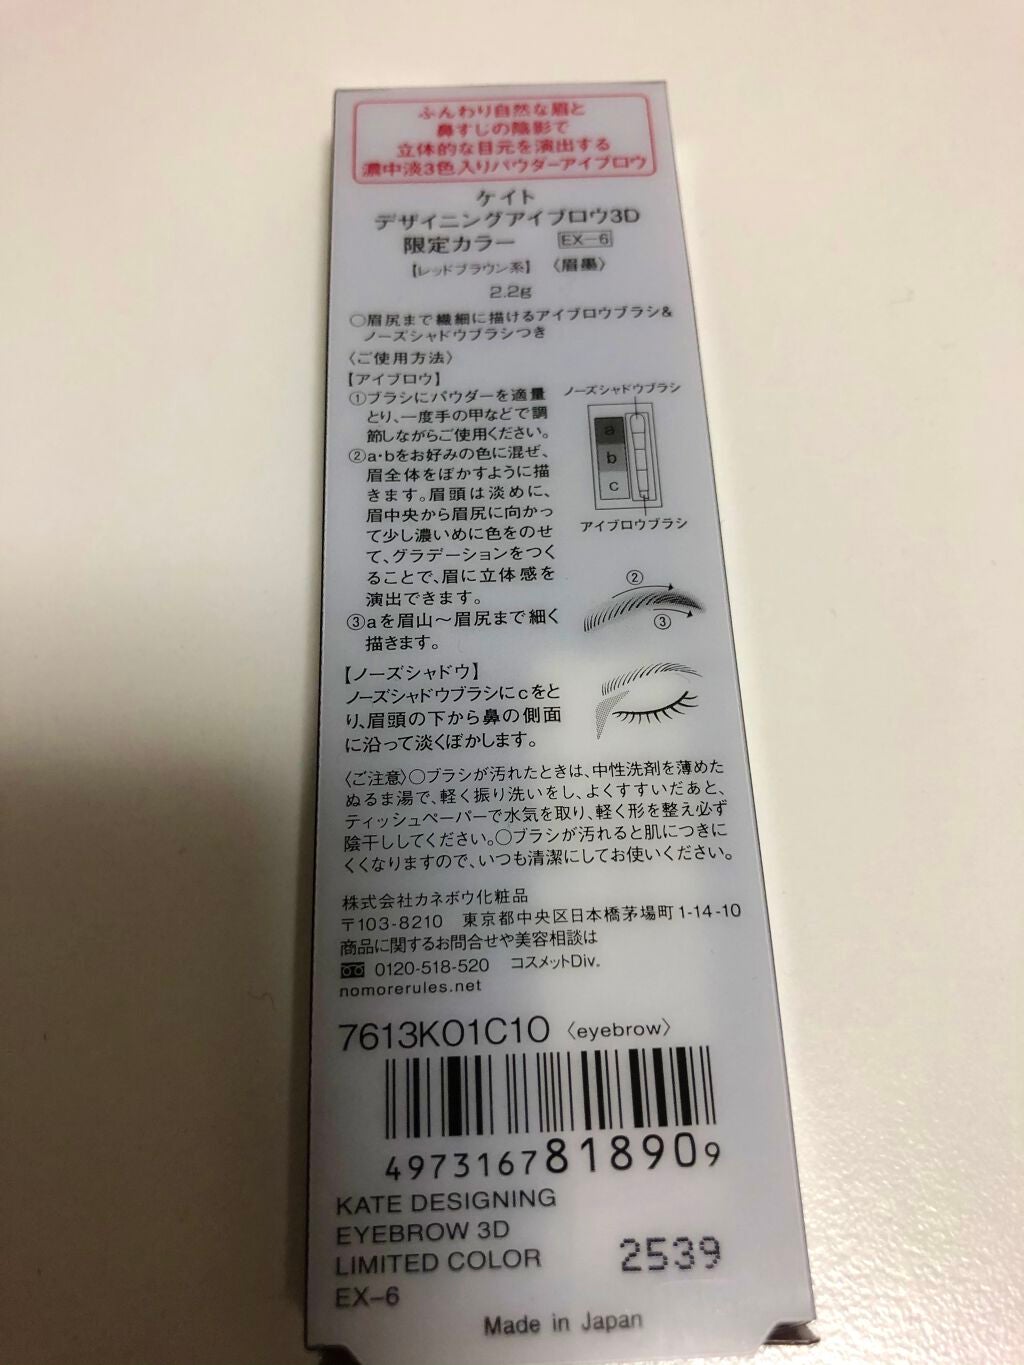 ふんわり自然な眉と
鼻すじの陰影で
立体的な目元を演出する
濃中淡3色入りパウダーアイブロウ
ケイト
デザイニングアイブロウ3D
限定カラー EX-6
【レッドブラウン系】 〈眉墨〉
2.2g
○眉尻まで繊細に描けるアイブロウブラシ&
ノーズシャドウブラシつき
〈ご使用方法〉
【アイブロウ】
①ブラシにパウダーを適量
とり、一度手の甲などで調
節しながらご使用ください。
②a・bをお好みの色に混ぜ、
眉全体をぼかすように描
きます。眉頭は淡めに、
眉中央から眉尻に向かっ
て少し濃いめに色をのせ
て、グラデーションをつく
ることで、眉に立体感を
演出できます。
③aを眉山～眉尻まで細く
描きます。
ノーズシャドウブラシ
a
b
c
アイブロウブラシ
②
③
【ノーズシャドウ】
ノーズシャドウブラシにcをと
り、眉頭の下から鼻の側面
に沿って淡くぼかします。
〈ご注意〉○ブラシが汚れたときは、中性洗剤を薄めた
ぬるま湯で、軽く振り洗いをし、よくすすいだあと、
ティッシュペーパーで水気を取り、軽く形を整え必ず
陰干ししてください。○ブラシが汚れると肌につきに
くくなりますので、いつも清潔にしてお使いください。
株式会社カネボウ化粧品
〒103-8210 東京都中央区日本橋茅場町1-14-10
商品に関するお問合せや美容相談は
0120-518-520 コスメットDiv.
nomorerules.net
7613K01C10 〈eyebrow〉
4973167818909
KATE DESIGNING
EYEBROW 3D
LIMITED COLOR
EX-6
2539
Made in Japan